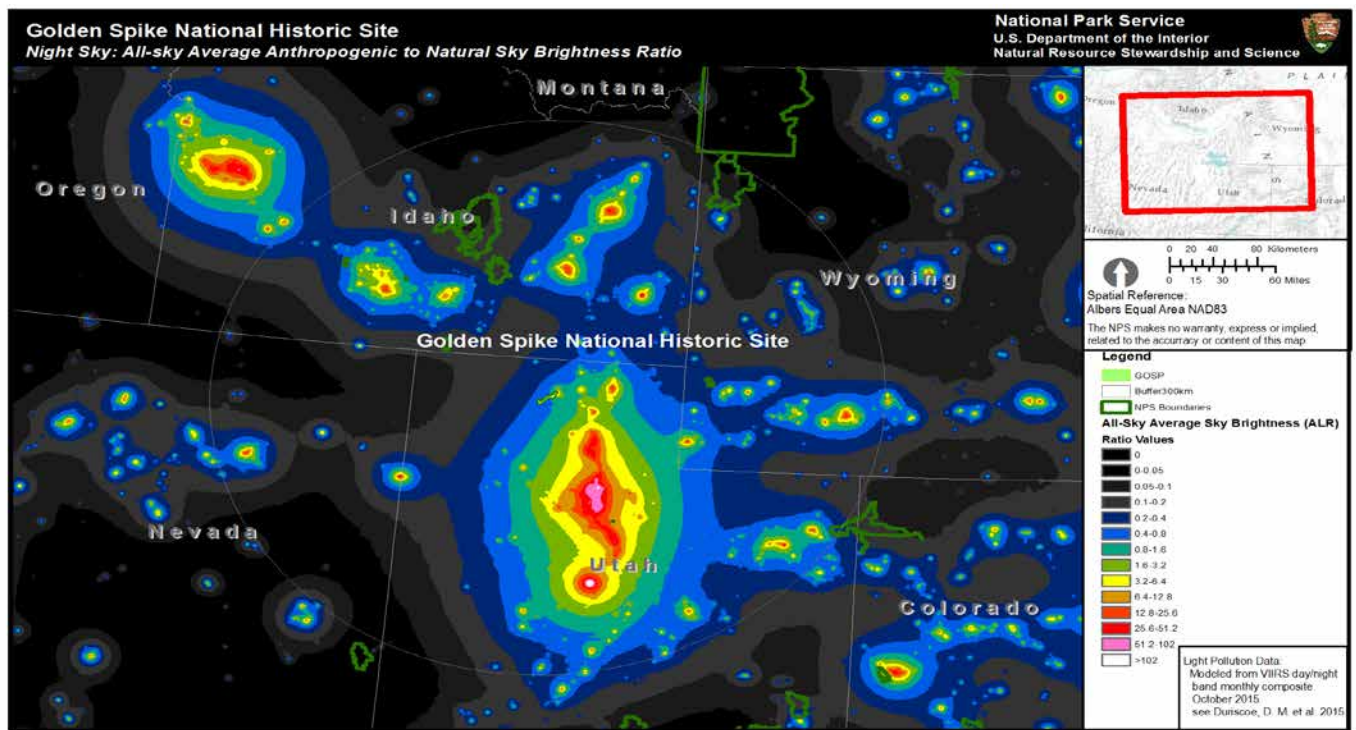 Golden Spike National Historic Site
Night Sky: All-sky Average Anthropogenic to Natural Sky Brightness Ratio
National Park Service
U.S. Department of the Interior
Natural Resource Stewardship and Science
Montana
Oregon
Idaho
Wyoming
Golden Spike National Historic Site
Nevada
Utah
Colorado
PLAI
Oregon
Idaho
Wyoming
Nevada
Utah
olorad
alifornia
0 20 40 80 Kilometers
0 15 30 60 Miles
Spatial Reference:
Albers Equal Area NAD83
The NPS makes no warranty, express or implied,
related to the accurracy or content of this map
Legend
GOSP
Buffer300km
NPS Boundaries
All-Sky Average Sky Brightness (ALR)
Ratio Values
0
0-0.05
0.05-0.1
0.1-0.2
0.2-0.4
0.4-0.8
0.8-1.6
1.6-3.2
3.2-6.4
6.4-12.8
12.8-25.6
25.6-51.2
51.2-102
>102
Light Pollution Data:
Modeled from VIIRS day/night
band monthly composite
October 2015
see Duriscoe, D. M. et al. 2015